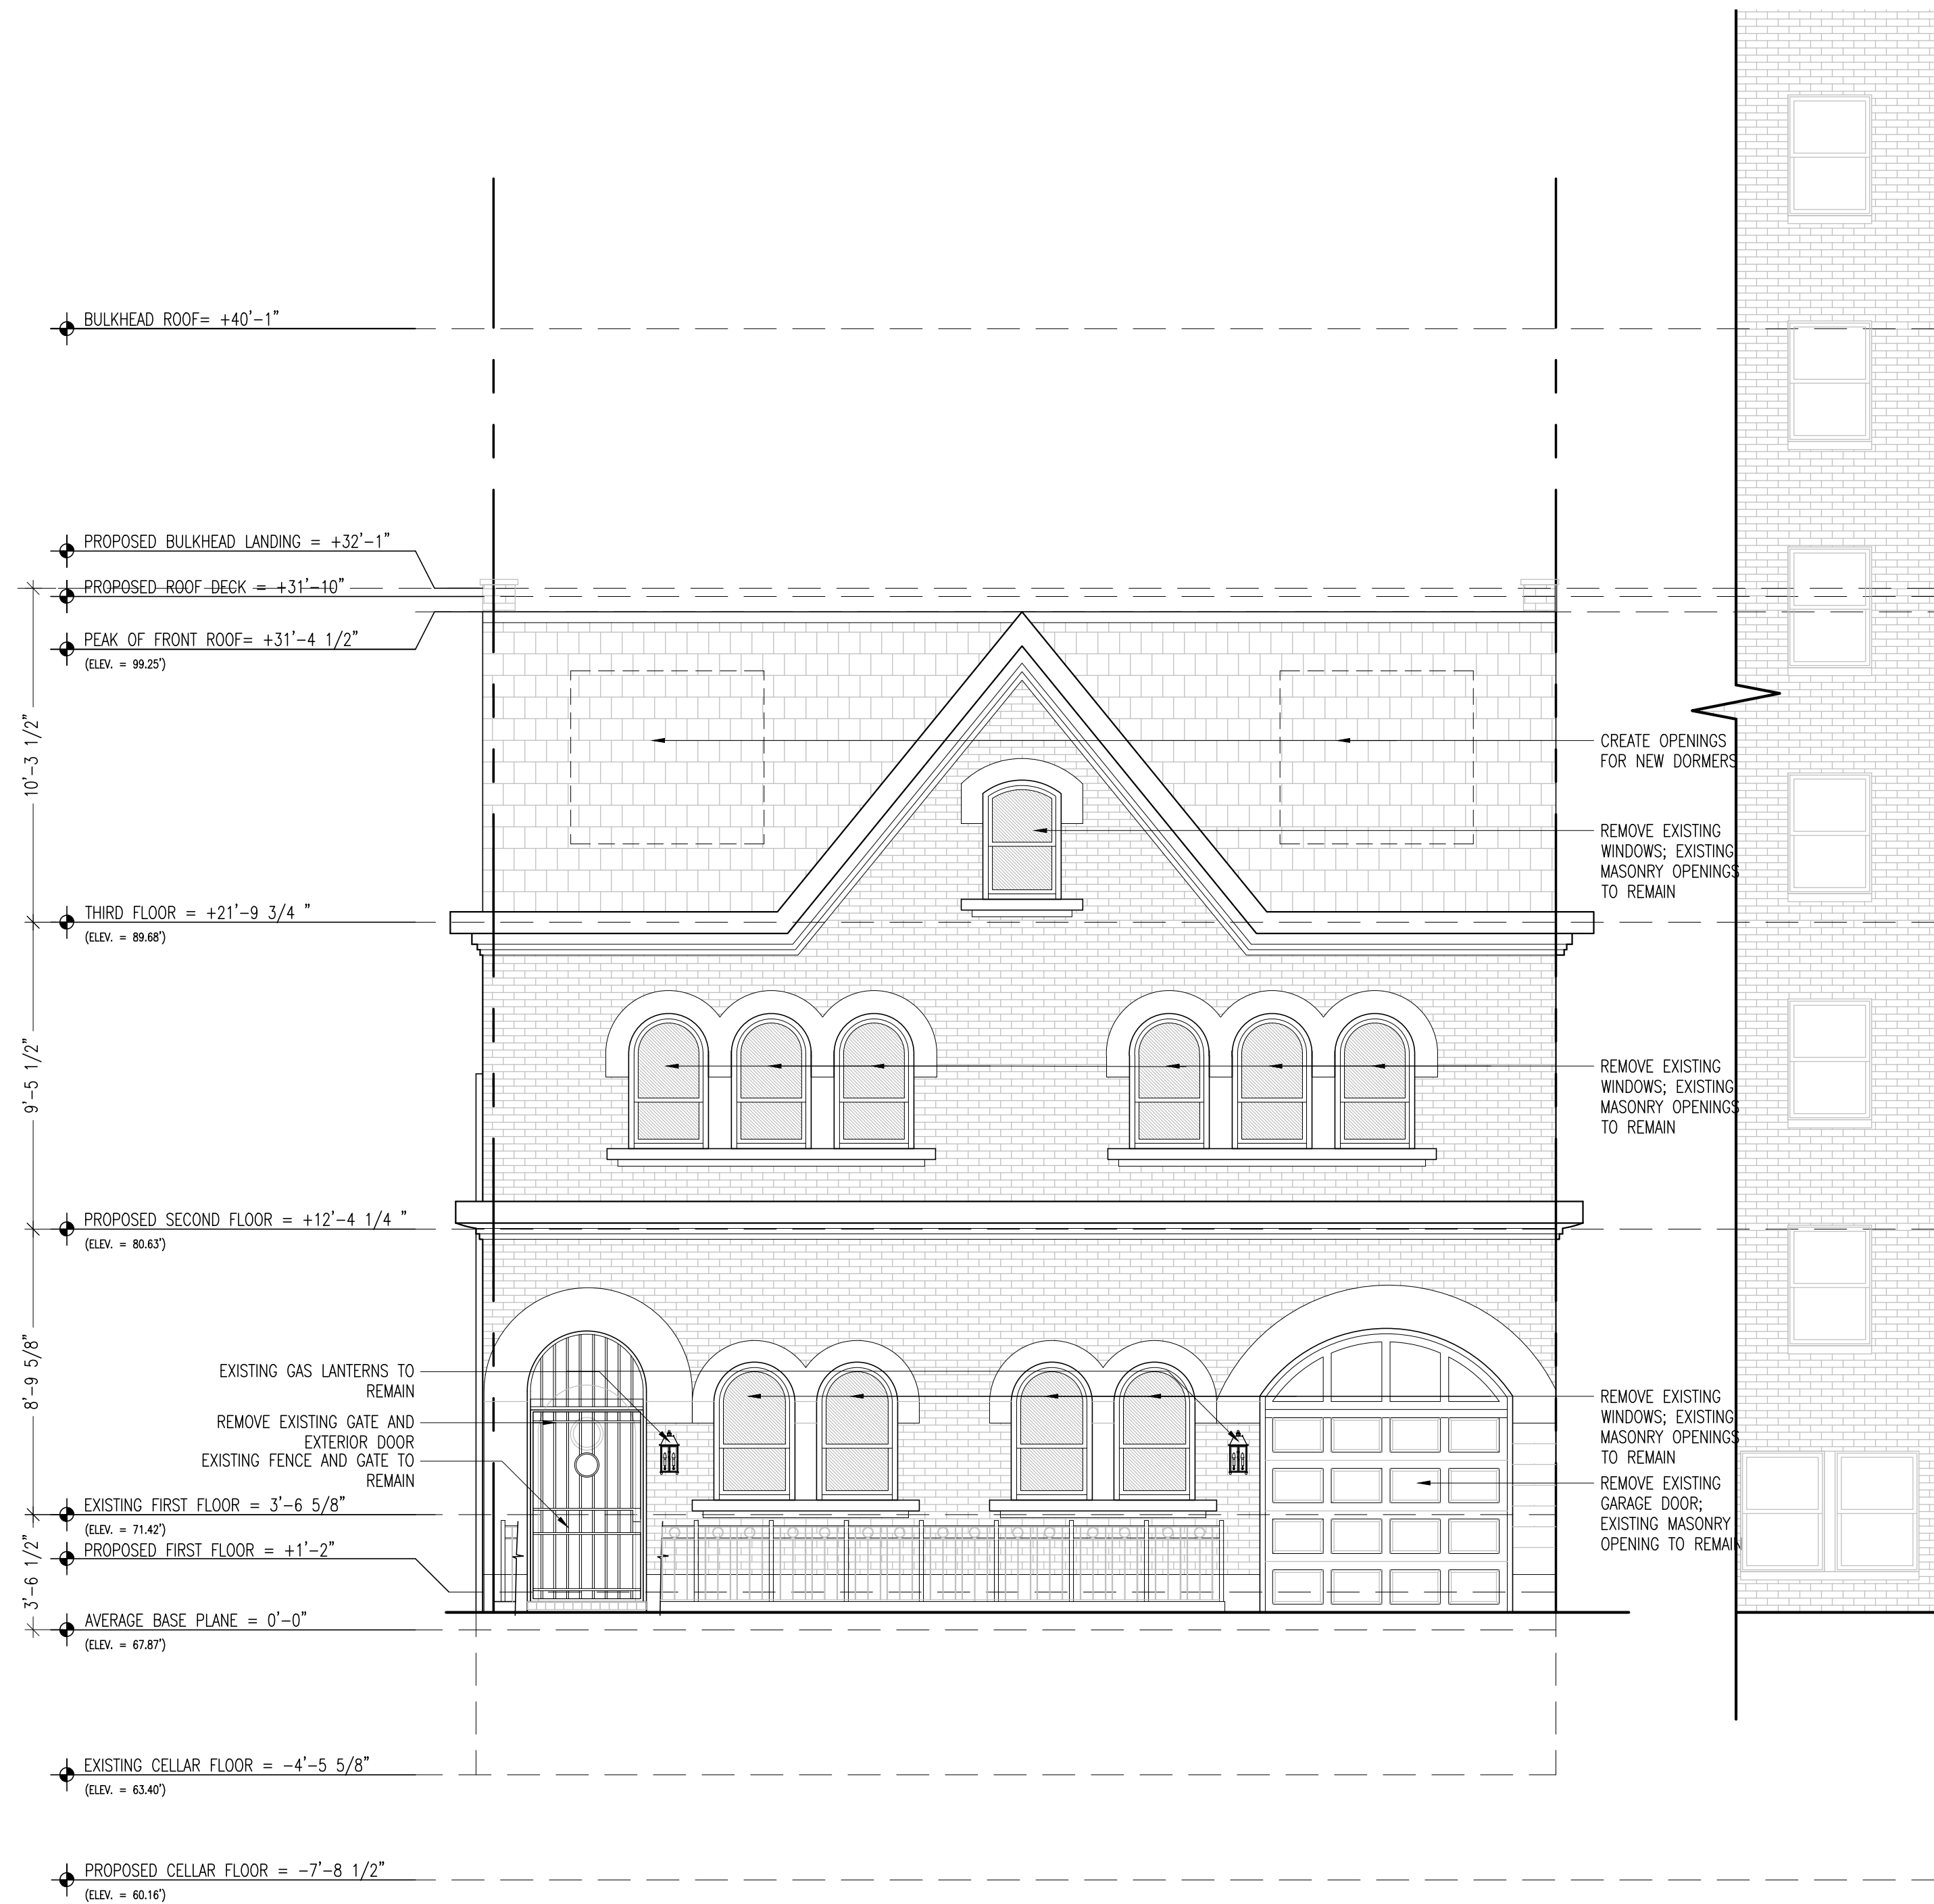 BULKHEAD ROOF= +40'-1"
PROPOSED BULKHEAD LANDING = +32'-1"
PROPOSED ROOF DECK = +31'-10"
PEAK OF FRONT ROOF= +31'-4 1/2"
(ELEV. = 99.25')
10'-3 1/2"
CREATE OPENINGS
FOR NEW DORMERS
REMOVE EXISTING
WINDOWS; EXISTING
MASONRY OPENINGS
TO REMAIN
THIRD FLOOR = +21'-9 3/4 "
(ELEV. = 89.68')
9'-5 1/2"
REMOVE EXISTING
WINDOWS; EXISTING
MASONRY OPENINGS
TO REMAIN
PROPOSED SECOND FLOOR = +12'-4 1/4 "
(ELEV. = 80.63')
8'-9 5/8"
EXISTING GAS LANTERNS TO
REMAIN
REMOVE EXISTING GATE AND
EXTERIOR DOOR
EXISTING FENCE AND GATE TO
REMAIN
REMOVE EXISTING
WINDOWS; EXISTING
MASONRY OPENINGS
TO REMAIN
REMOVE EXISTING
GARAGE DOOR;
EXISTING MASONRY
OPENING TO REMAIN
EXISTING FIRST FLOOR = 3'-6 5/8"
(ELEV. = 71.42')
PROPOSED FIRST FLOOR = +1'-2"
3'-6 1/2"
AVERAGE BASE PLANE = 0'-0"
(ELEV. = 67.87')
EXISTING CELLAR FLOOR = -4'-5 5/8"
(ELEV. = 63.40')
PROPOSED CELLAR FLOOR = -7'-8 1/2"
(ELEV. = 60.16')